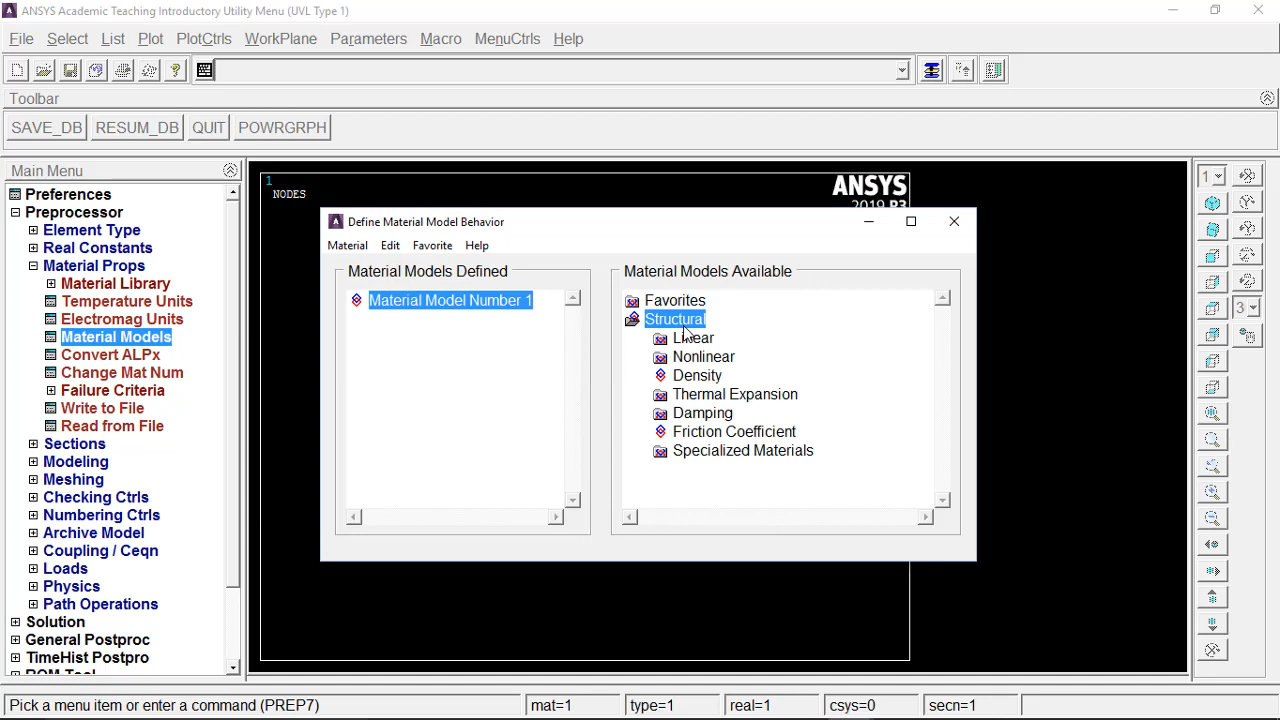 ANSYS Academic Teaching Introductory Utility Menu (UVL Type 1)
File Select List Plot PlotCtrls WorkPlane Parameters Macro MenuCtrls Help
Toolbar
SAVE_DB RESUM_DB QUIT POWRGRPH
Main Menu
Preferences
Preprocessor
Element Type
Real Constants
Material Props
Material Library
Temperature Units
Electromag Units
Material Models
Convert ALPx
Change Mat Num
Failure Criteria
Write to File
Read from File
Sections
Modeling
Meshing
Checking Ctrls
Numbering Ctrls
Archive Model
Coupling / Ceqn
Loads
Physics
Path Operations
Solution
General Postproc
TimeHist Postpro
ROM Tool
1
NODES
ANSYS
2019 R3
Define Material Model Behavior
Material Edit Favorite Help
Material Models Defined
Material Model Number 1
Material Models Available
Favorites
Structural
Linear
Nonlinear
Density
Thermal Expansion
Damping
Friction Coefficient
Specialized Materials
1
3
Pick a menu item or enter a command (PREP7) mat=1 type=1 real=1 csys=0 secn=1